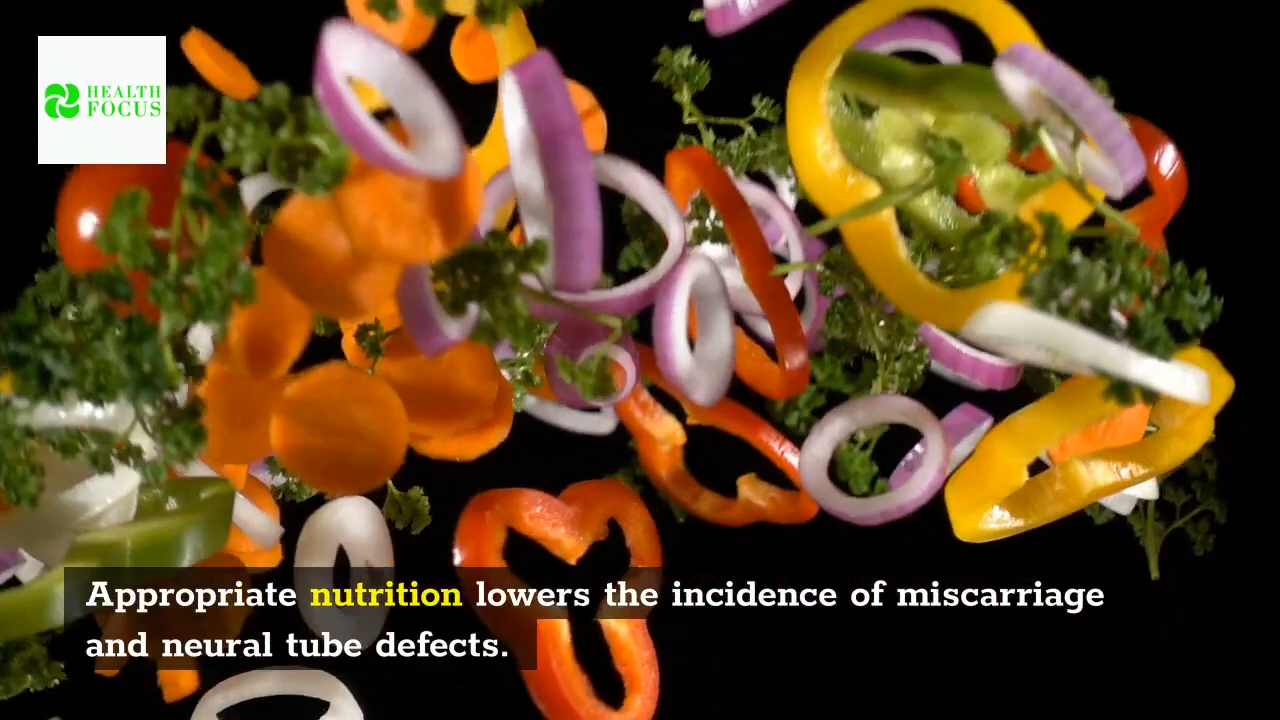 HEALTH
FOCUS
Appropriate nutrition lowers the incidence of miscarriage
and neural tube defects.